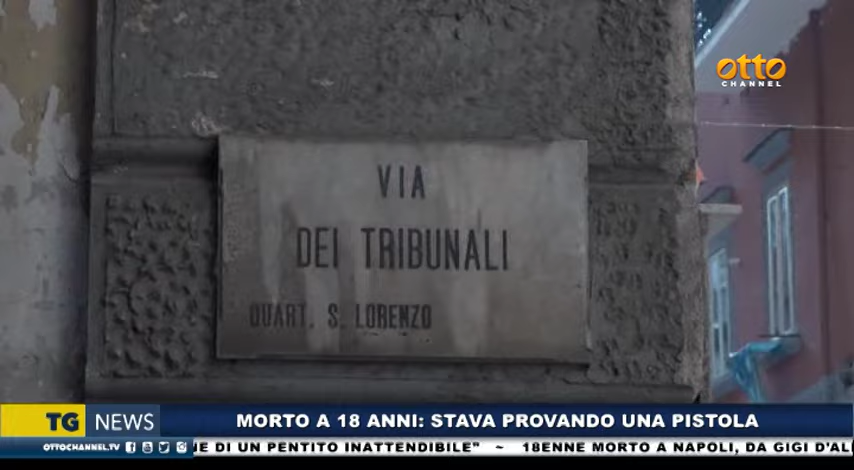 otto
CHANNEL
VIA
DEI TRIBUNALI
QUART. S. LORENZO
TG NEWS
MORTO A 18 ANNI: STAVA PROVANDO UNA PISTOLA
OTTOCHANNEL.TV
DI UN PENTITO INATTENDIBILE" ~ 18ENNE MORTO A NAPOLI, DA GIGI